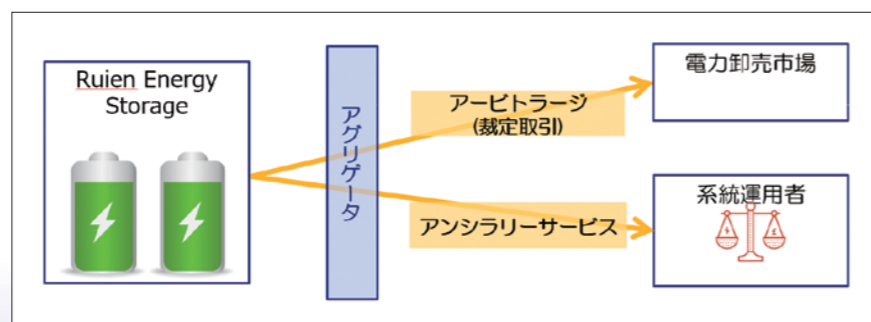 Ruien Energy
Storage
アグリゲータ
アービトラージ
(裁定取引)
アンシラリーサービス
電力卸売市場
系統運用者